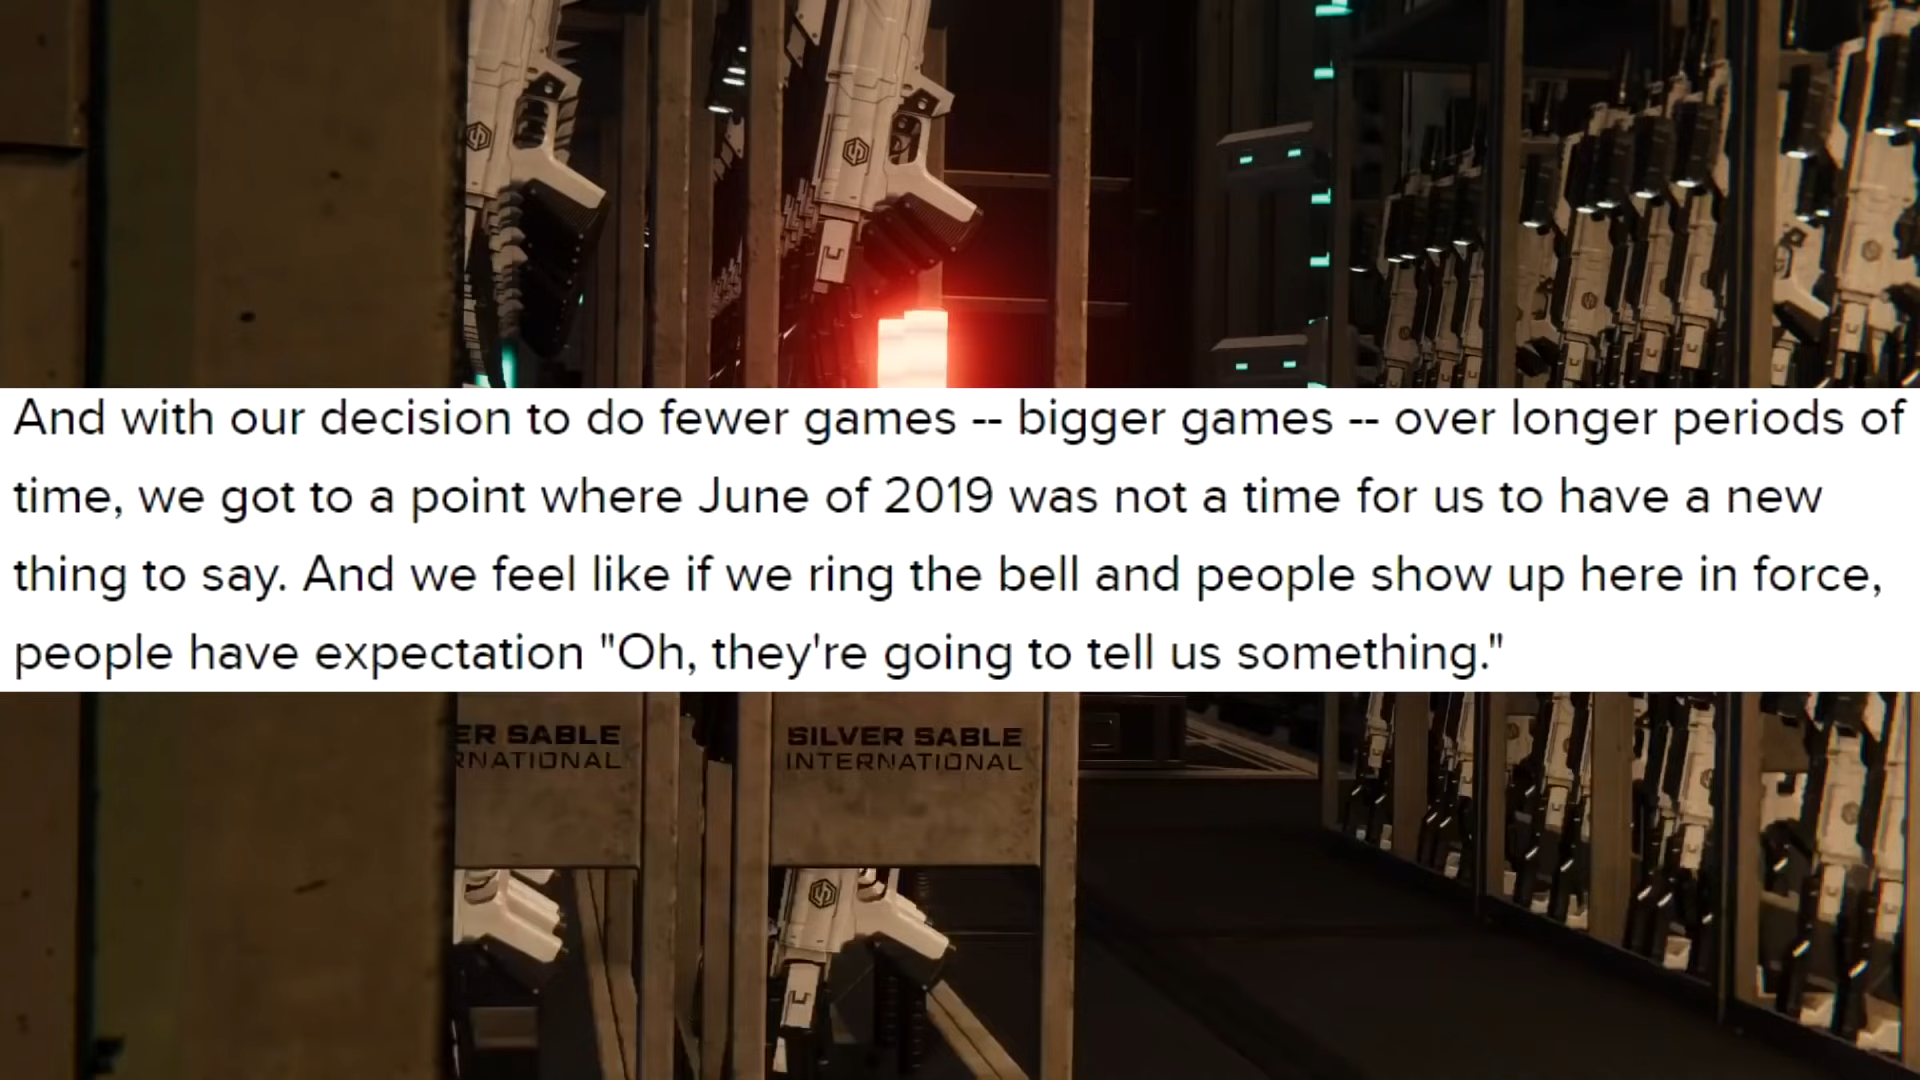 And with our decision to do fewer games -- bigger games -- over longer periods of
time, we got to a point where June of 2019 was not a time for us to have a new
thing to say. And we feel like if we ring the bell and people show up here in force,
people have expectation "Oh, they're going to tell us something."
ER SABLE
RNATIONAL
SILVER SABLE
INTERNATIONAL